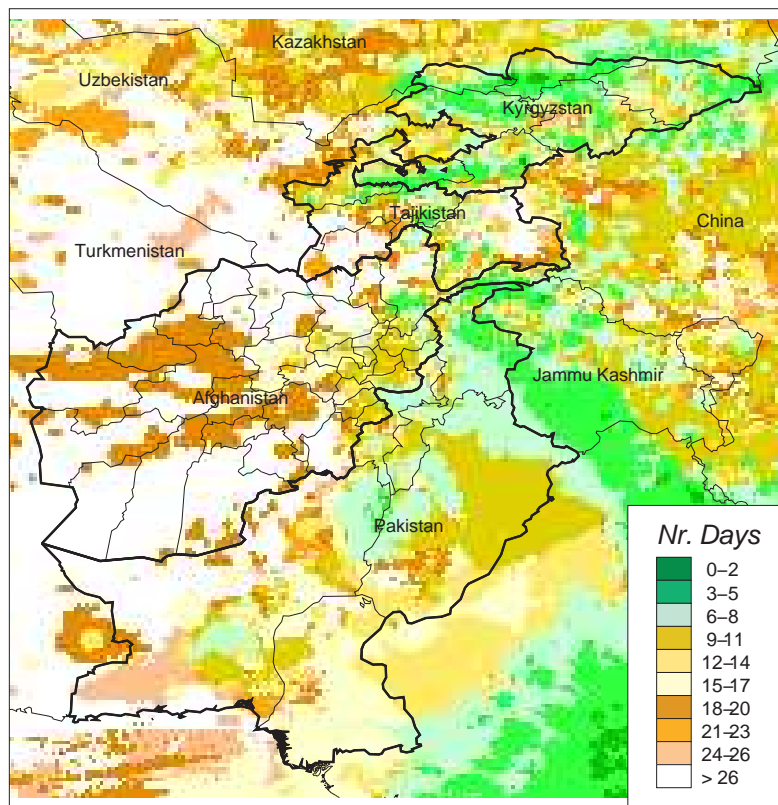 Kazakhstan
Uzbekistan
Kyrgyzstan
Tajikistan
China
Turkmenistan
Jammu Kashmir
Afghanistan
Pakistan
Nr. Days
0–2
3–5
6–8
9–11
12–14
15–17
18–20
21–23
24–26
> 26